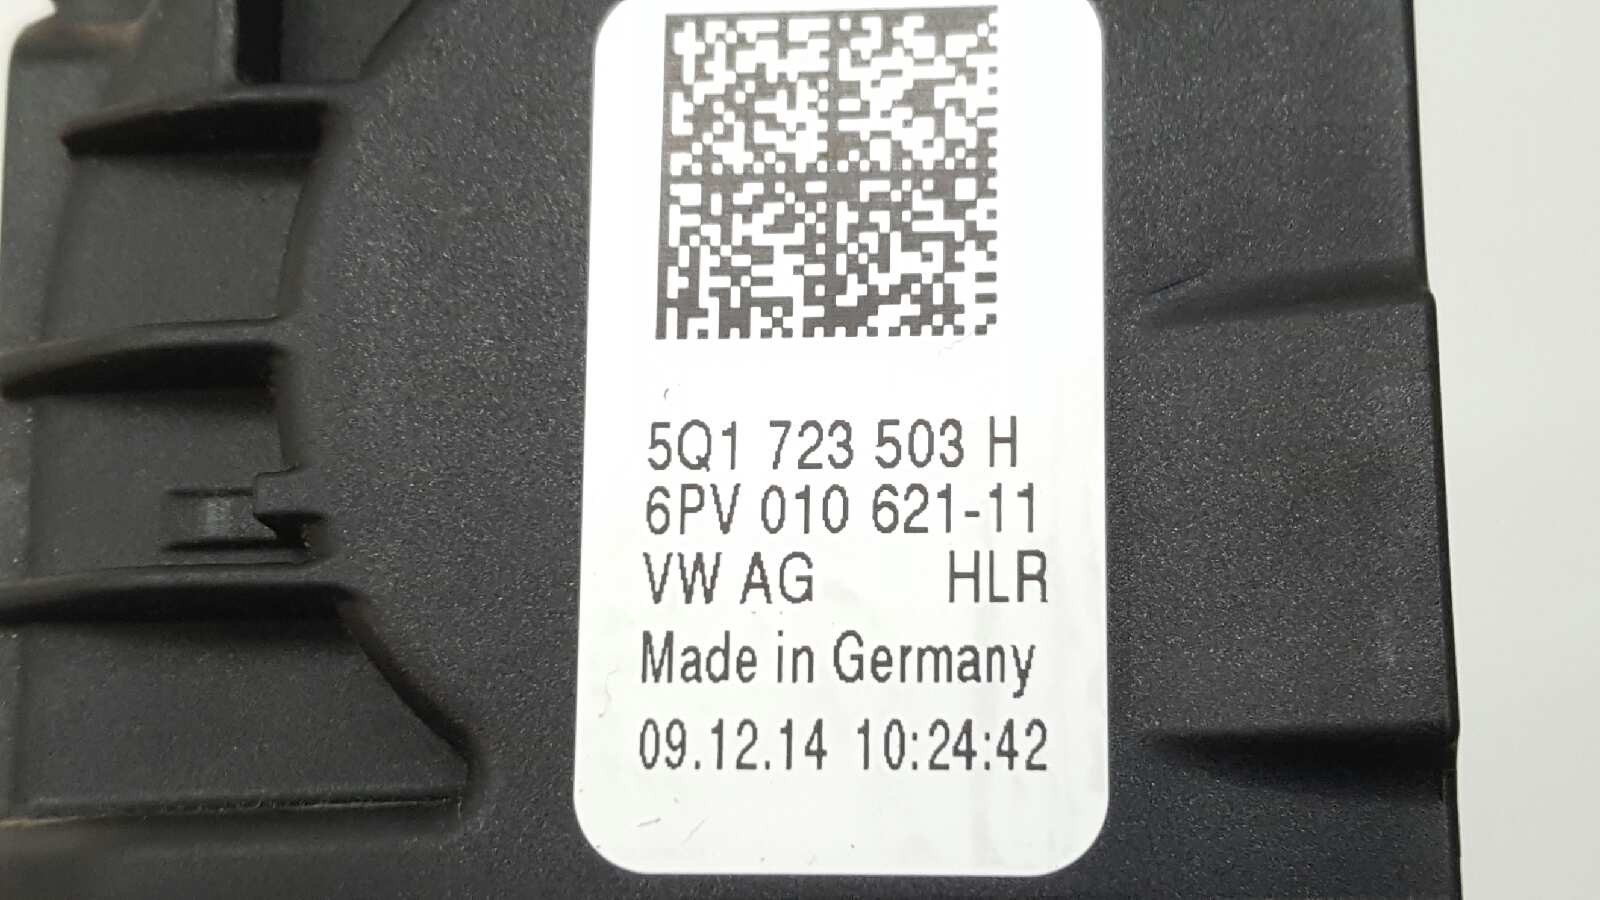 5Q1 723 503 H
6PV 010 621-11
VW AG HLR
Made in Germany
09.12.14 10:24:42